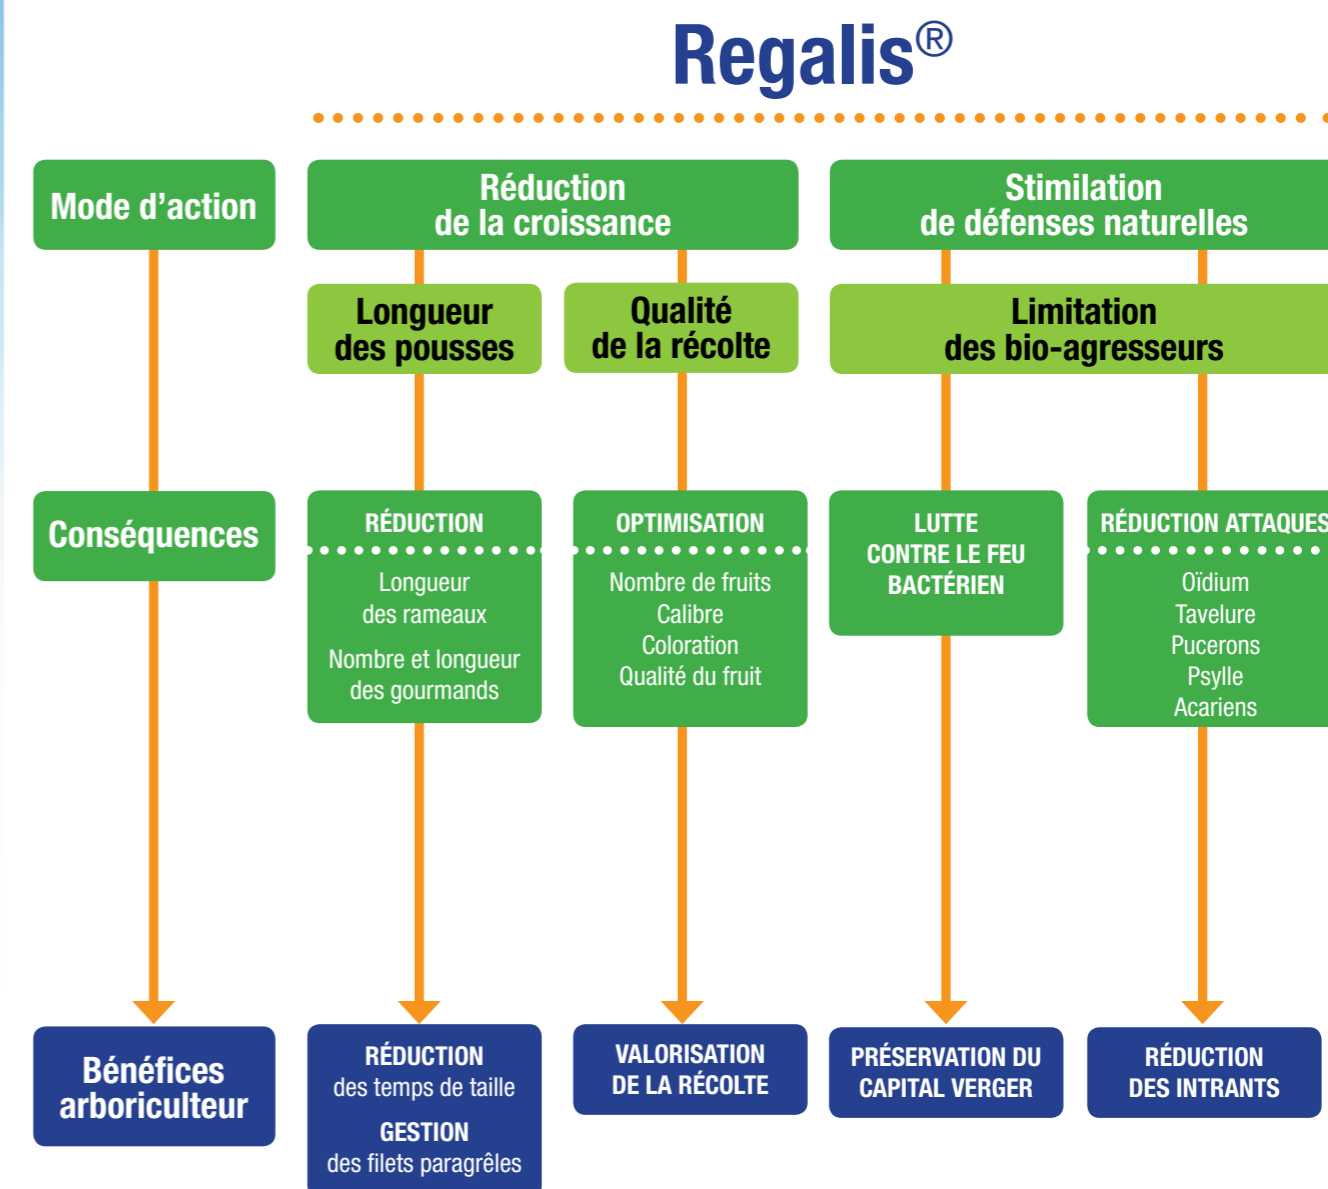 Regalis®
Mode d'action
Réduction
de la croissance
Stimilation
de défenses naturelles
Longueur
des pousses
Qualité
de la récolte
Limitation
des bio-agresseurs
Conséquences
RÉDUCTION
Longueur
des rameaux
Nombre et longueur
des gourmands
OPTIMISATION
Nombre de fruits
Calibre
Coloration
Qualité du fruit
LUTTE
CONTRE LE FEU
BACTÉRIEN
RÉDUCTION ATTAQUES
Oïdium
Tavelure
Pucerons
Psylle
Acariens
Bénéfices
arboriculteur
RÉDUCTION
des temps de taille
GESTION
des filets paragrêles
VALORISATION
DE LA RÉCOLTE
PRÉSERVATION DU
CAPITAL VERGER
RÉDUCTION
DES INTRANTS